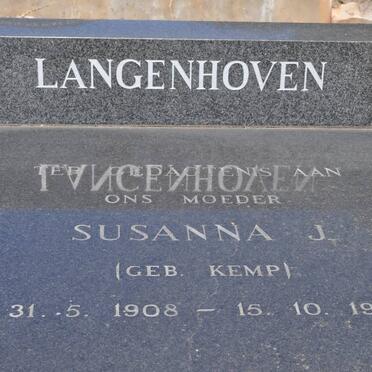 LANGENHOVEN
TER GEDAGTENIS AAN
ONS MOEDER
SUSANNA J.
(GEB. KEMP)
31. 5. 1908 – 15. 10. 19